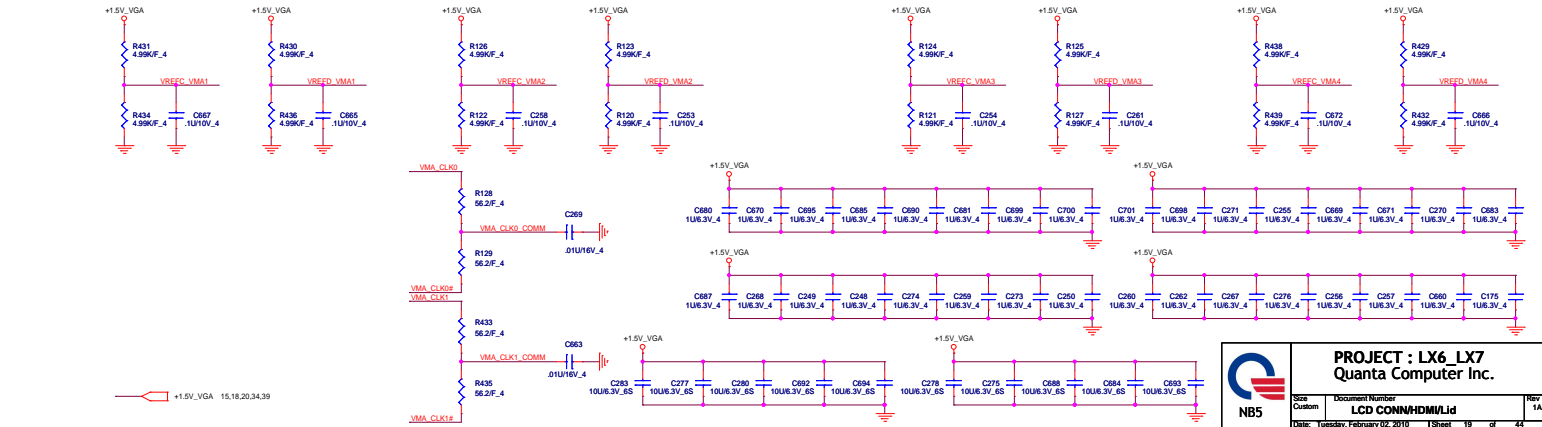 +1.5V_VGA +1.5V_VGA +1.5V_VGA +1.5V_VGA +1.5V_VGA +1.5V_VGA +1.5V_VGA +1.5V_VGA
R431 R430 R126 R123 R124 R125 R438 R429
4.99K/F_4 4.99K/F_4 4.99K/F_4 4.99K/F_4 4.99K/F_4 4.99K/F_4 4.99K/F_4 4.99K/F_4
VREFC_VMA1 VREFD_VMA1 VREFC_VMA2 VREFD_VMA2 VREFC_VMA3 VREFD_VMA3 VREFC_VMA4 VREFD_VMA4
R434 C667 R436 C665 R122 C258 R120 C253 R121 C254 R127 C261 R439 C672 R432 C666
4.99K/F_4 .1U/10V_4 4.99K/F_4 .1U/10V_4 4.99K/F_4 .1U/10V_4 4.99K/F_4 .1U/10V_4 4.99K/F_4 .1U/10V_4 4.99K/F_4 .1U/10V_4 4.99K/F_4 .1U/10V_4 4.99K/F_4 .1U/10V_4
VMA_CLK0
R128
56.2/F_4
C269
VMA_CLK0_COMM
.01U/16V_4
R129
56.2/F_4
VMA_CLK0#
VMA_CLK1
R433
56.2/F_4
C663
VMA_CLK1_COMM
.01U/16V_4
R435
56.2/F_4
VMA_CLK1#
+1.5V_VGA +1.5V_VGA
C680 C670 C695 C685 C690 C681 C699 C700 C701 C698 C271 C255 C669 C671 C270 C683
1U/6.3V_4 1U/6.3V_4 1U/6.3V_4 1U/6.3V_4 1U/6.3V_4 1U/6.3V_4 1U/6.3V_4 1U/6.3V_4 1U/6.3V_4 1U/6.3V_4 1U/6.3V_4 1U/6.3V_4 1U/6.3V_4 1U/6.3V_4 1U/6.3V_4 1U/6.3V_4
+1.5V_VGA +1.5V_VGA
C687 C268 C249 C248 C274 C259 C273 C250 C260 C262 C267 C276 C256 C257 C660 C175
1U/6.3V_4 1U/6.3V_4 1U/6.3V_4 1U/6.3V_4 1U/6.3V_4 1U/6.3V_4 1U/6.3V_4 1U/6.3V_4 1U/6.3V_4 1U/6.3V_4 1U/6.3V_4 1U/6.3V_4 1U/6.3V_4 1U/6.3V_4 1U/6.3V_4 1U/6.3V_4
+1.5V_VGA +1.5V_VGA
C283 C277 C280 C692 C694 C278 C275 C688 C684 C693
10U/6.3V_6S 10U/6.3V_6S 10U/6.3V_6S 10U/6.3V_6S 10U/6.3V_6S 10U/6.3V_6S 10U/6.3V_6S 10U/6.3V_6S 10U/6.3V_6S 10U/6.3V_6S
+1.5V_VGA 15,18,20,34,39
PROJECT : LX6_LX7
Quanta Computer Inc.
NB5
Size Document Number Rev
Custom LCD CONN/HDMI/Lid 1A
Date: Tuesday, February 02, 2010 Sheet 19 of 44